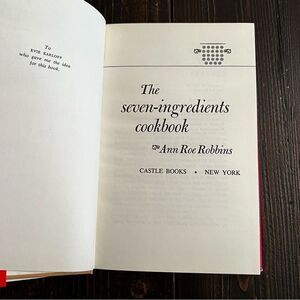 To
EVIE KARLOFF
who gave me the idea
for this book.
The
seven-ingredients
cookbook
Ann Roe Robbins
CASTLE BOOKS • NEW YORK